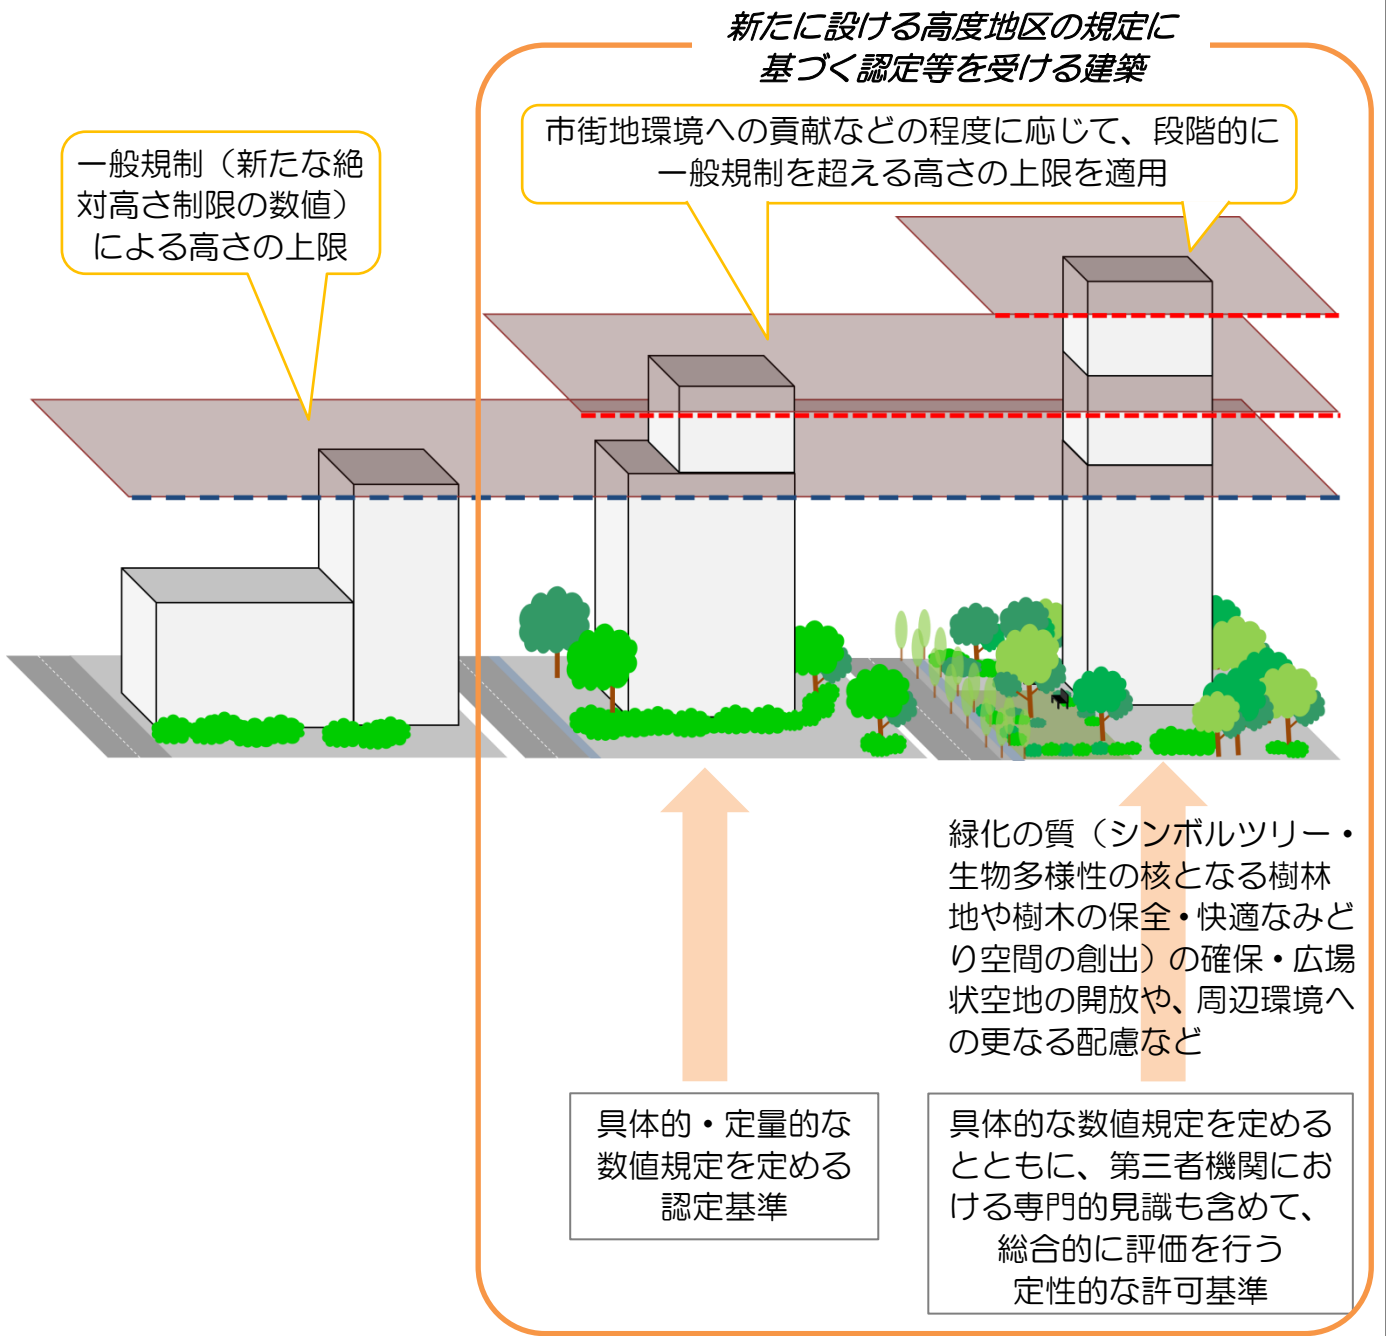 新たに設ける高度地区の規定に
基づく認定等を受ける建築
市街地環境への貢献などの程度に応じて、段階的に
一般規制を超える高さの上限を適用
一般規制（新たな絶
対高さ制限の数値）
による高さの上限
緑化の質（シンボルツリー・
生物多様性の核となる樹林
地や樹木の保全・快適なみど
り空間の創出）の確保・広場
状空地の開放や、周辺環境へ
の更なる配慮など
具体的・定量的な
数値規定を定める
認定基準
具体的な数値規定を定める
とともに、第三者機関にお
ける専門的見識も含めて、
総合的に評価を行う
定性的な許可基準